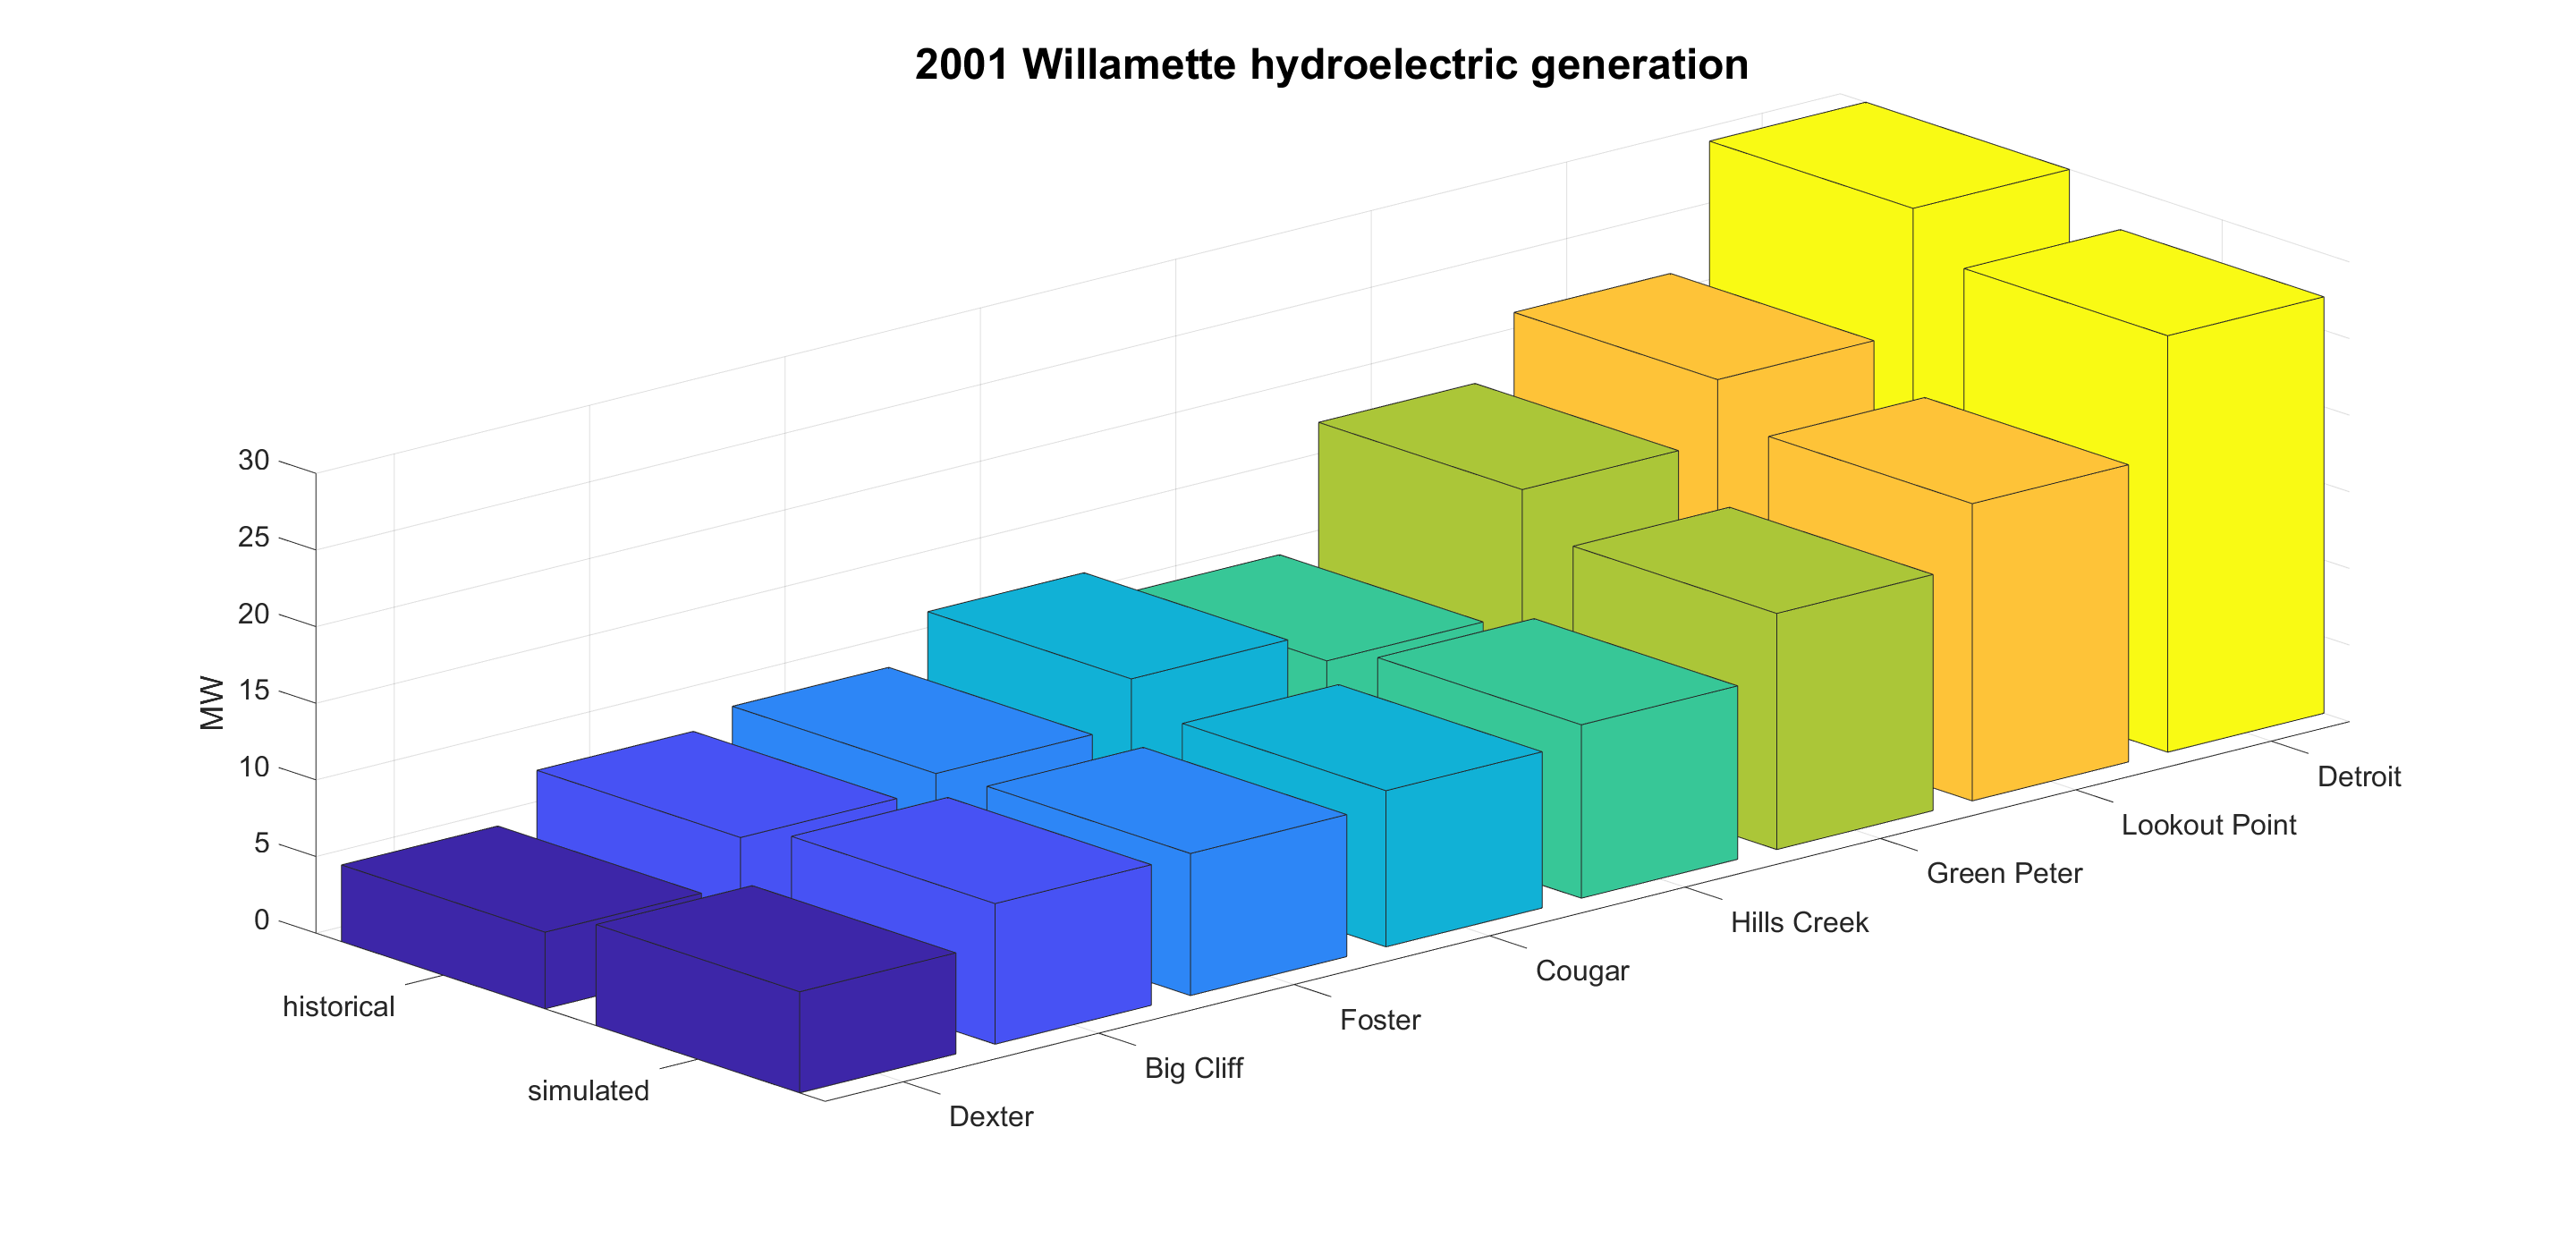 2001 Willamette hydroelectric generation
30
25
20
15
10
5
0
MW
historical
simulated
Dexter
Big Cliff
Foster
Cougar
Hills Creek
Green Peter
Lookout Point
Detroit